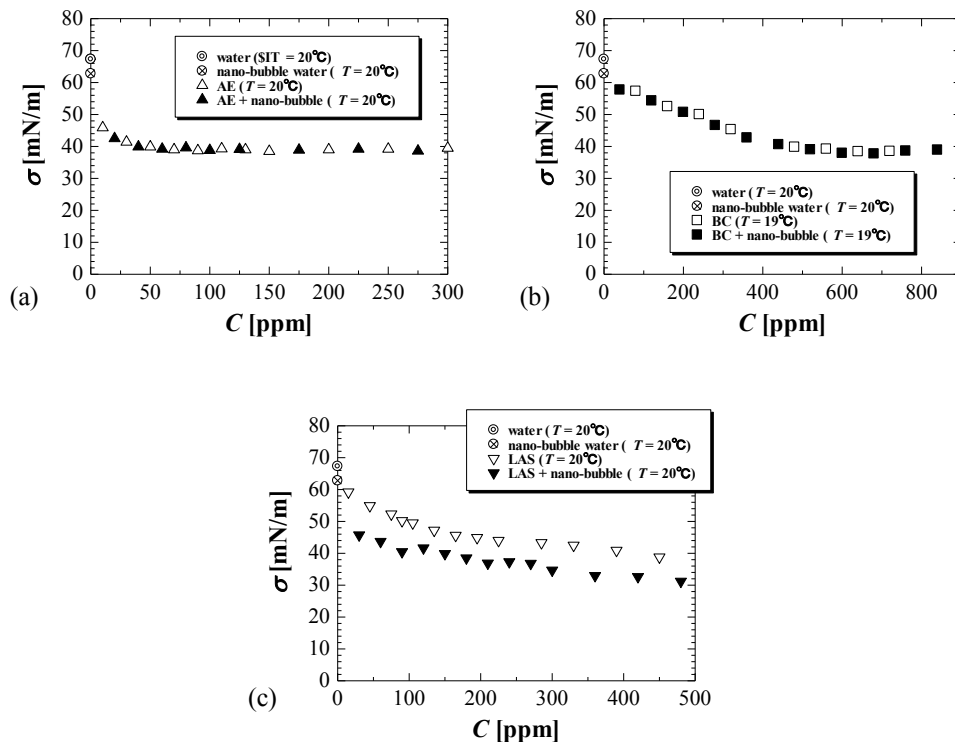 80
70
60
50
40
30
20
10
0
σ [mN/m]
water ($IT = 20℃)
nano-bubble water ( T = 20℃)
AE (T = 20℃)
AE + nano-bubble ( T = 20℃)
0 50 100 150 200 250 300
C [ppm]
(a)
80
70
60
50
40
30
20
10
0
σ [mN/m]
water (T = 20℃)
nano-bubble water ( T = 20℃)
BC (T = 19℃)
BC + nano-bubble ( T = 19℃)
0 200 400 600 800
C [ppm]
(b)
80
70
60
50
40
30
20
10
0
σ [mN/m]
water (T = 20℃)
nano-bubble water ( T = 20℃)
LAS (T = 20℃)
LAS + nano-bubble ( T = 20℃)
0 100 200 300 400 500
C [ppm]
(c)